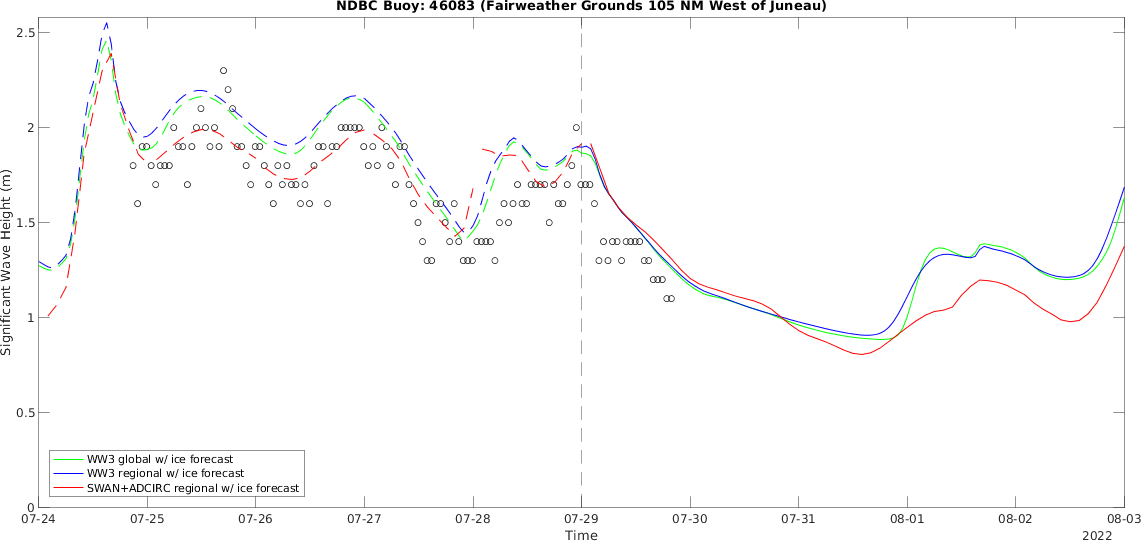 NDBC Buoy: 46083 (Fairweather Grounds 105 NM West of Juneau)
2.5
2
1.5
1
0.5
0
Significant Wave Height (m)
WW3 global w/ ice forecast
WW3 regional w/ ice forecast
SWAN+ADCIRC regional w/ ice forecast
07-24 07-25 07-26 07-27 07-28 07-29 07-30 07-31 08-01 08-02 08-03
Time
2022